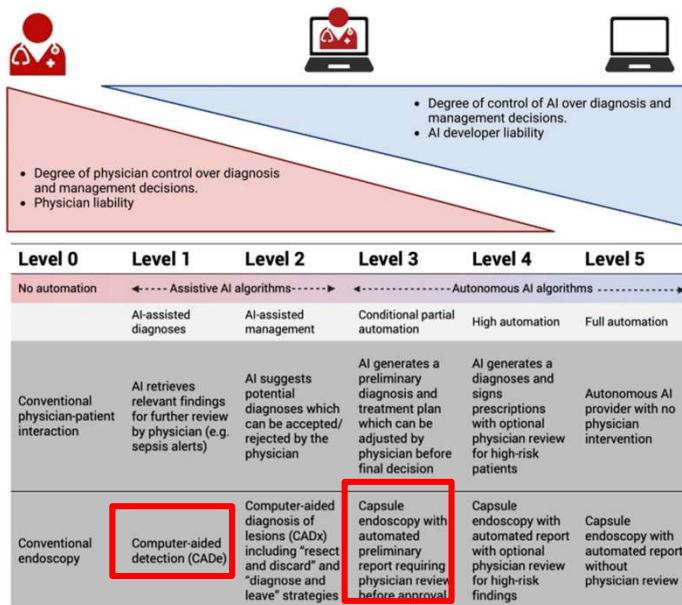 • Degree of control of AI over diagnosis and
management decisions.
• AI developer liability
• Degree of physician control over diagnosis
and management decisions.
• Physician liability
Level 0 Level 1 Level 2 Level 3 Level 4 Level 5
No automation Assistive AI algorithms Autonomous AI algorithms
AI-assisted
diagnoses
AI-assisted
management
Conditional partial
automation
High automation
Full automation
Conventional
physician-patient
interaction
AI retrieves
relevant findings
for further review
by physician (e.g.
sepsis alerts)
AI suggests
potential
diagnoses which
can be accepted/
rejected by the
physician
AI generates a
preliminary
diagnosis and
treatment plan
which can be
adjusted by
physician before
final decision
AI generates a
diagnoses and
signs
prescriptions
with optional
physician review
for high-risk
patients
Autonomous AI
provider with no
physician
intervention
Conventional
endoscopy
Computer-aided
detection (CADe)
Computer-aided
diagnosis of
lesions (CADx)
including "resect
and discard" and
"diagnose and
leave" strategies
Capsule
endoscopy with
automated
preliminary
report requiring
physician review
before approval
Capsule
endoscopy with
automated report
with optional
physician review
for high-risk
findings
Capsule
endoscopy with
automated report
without
physician review